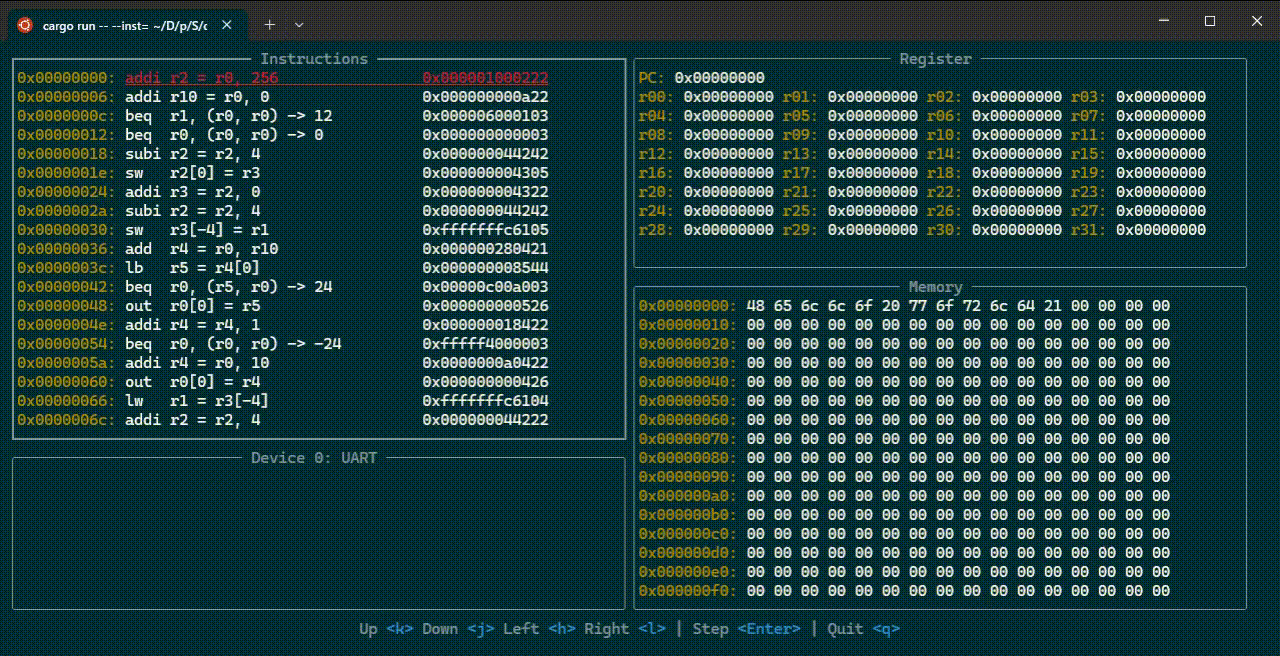 cargo run -- --inst= ~/D/p/S/c
Instructions
0x00000000: addi r2 = r0, 256 0x000001000222
0x00000006: addi r10 = r0, 0 0x000000000a22
0x0000000c: beq r1, (r0, r0) -> 12 0x000006000103
0x00000012: beq r0, (r0, r0) -> 0 0x000000000003
0x00000018: subi r2 = r2, 4 0x000000044242
0x0000001e: sw r2[0] = r3 0x000000004305
0x00000024: addi r3 = r2, 0 0x000000004322
0x0000002a: subi r2 = r2, 4 0x000000044242
0x00000030: sw r3[-4] = r1 0xfffffffc6105
0x00000036: add r4 = r0, r10 0x000000280421
0x0000003c: lb r5 = r4[0] 0x000000008544
0x00000042: beq r0, (r5, r0) -> 24 0x00000c00a003
0x00000048: out r0[0] = r5 0x000000000526
0x0000004e: addi r4 = r4, 1 0x000000018422
0x00000054: beq r0, (r0, r0) -> -24 0xfffff4000003
0x0000005a: addi r4 = r0, 10 0x0000000a0422
0x00000060: out r0[0] = r4 0x000000000426
0x00000066: lw r1 = r3[-4] 0xfffffffc6104
0x0000006c: addi r2 = r2, 4 0x000000044222
Device 0: UART
Register
PC: 0x00000000
r00: 0x00000000 r01: 0x00000000 r02: 0x00000000 r03: 0x00000000
r04: 0x00000000 r05: 0x00000000 r06: 0x00000000 r07: 0x00000000
r08: 0x00000000 r09: 0x00000000 r10: 0x00000000 r11: 0x00000000
r12: 0x00000000 r13: 0x00000000 r14: 0x00000000 r15: 0x00000000
r16: 0x00000000 r17: 0x00000000 r18: 0x00000000 r19: 0x00000000
r20: 0x00000000 r21: 0x00000000 r22: 0x00000000 r23: 0x00000000
r24: 0x00000000 r25: 0x00000000 r26: 0x00000000 r27: 0x00000000
r28: 0x00000000 r29: 0x00000000 r30: 0x00000000 r31: 0x00000000
Memory
0x00000000: 48 65 6c 6c 6f 20 77 6f 72 6c 64 21 00 00 00 00
0x00000010: 00 00 00 00 00 00 00 00 00 00 00 00 00 00 00 00
0x00000020: 00 00 00 00 00 00 00 00 00 00 00 00 00 00 00 00
0x00000030: 00 00 00 00 00 00 00 00 00 00 00 00 00 00 00 00
0x00000040: 00 00 00 00 00 00 00 00 00 00 00 00 00 00 00 00
0x00000050: 00 00 00 00 00 00 00 00 00 00 00 00 00 00 00 00
0x00000060: 00 00 00 00 00 00 00 00 00 00 00 00 00 00 00 00
0x00000070: 00 00 00 00 00 00 00 00 00 00 00 00 00 00 00 00
0x00000080: 00 00 00 00 00 00 00 00 00 00 00 00 00 00 00 00
0x00000090: 00 00 00 00 00 00 00 00 00 00 00 00 00 00 00 00
0x000000a0: 00 00 00 00 00 00 00 00 00 00 00 00 00 00 00 00
0x000000b0: 00 00 00 00 00 00 00 00 00 00 00 00 00 00 00 00
0x000000c0: 00 00 00 00 00 00 00 00 00 00 00 00 00 00 00 00
0x000000d0: 00 00 00 00 00 00 00 00 00 00 00 00 00 00 00 00
0x000000e0: 00 00 00 00 00 00 00 00 00 00 00 00 00 00 00 00
0x000000f0: 00 00 00 00 00 00 00 00 00 00 00 00 00 00 00 00
Up <k> Down <j> Left <h> Right <l> | Step <Enter> | Quit <q>